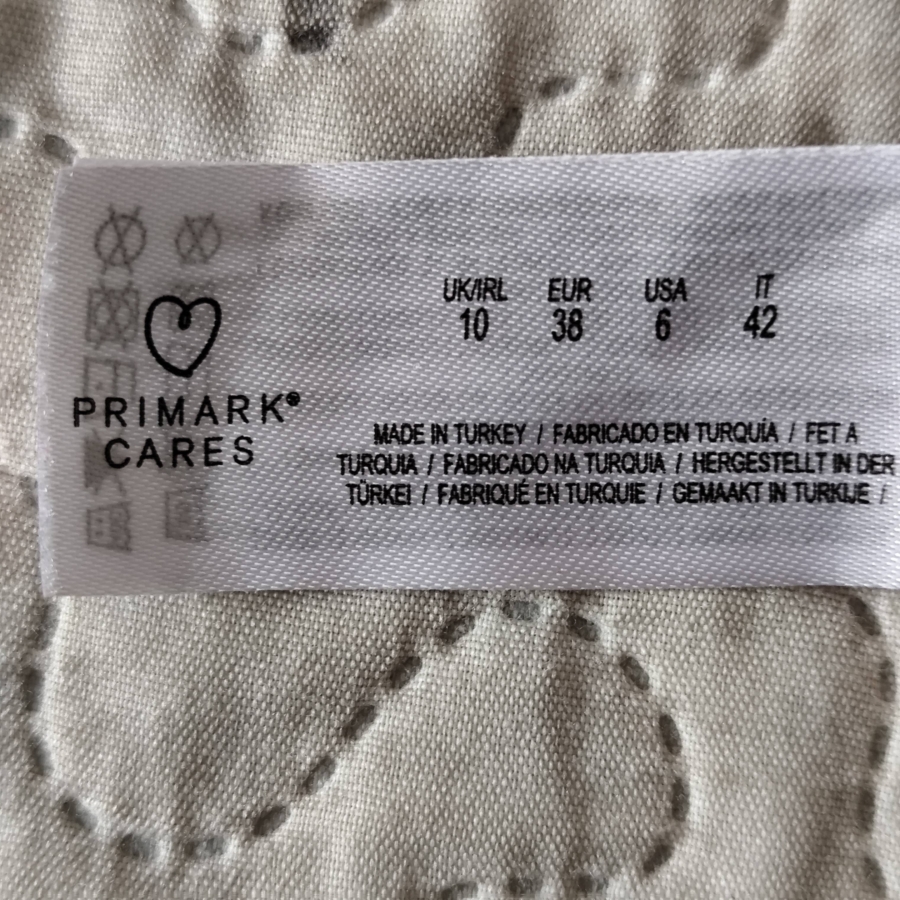 UK/IRL EUR USA IT
10 38 6 42
PRIMARK®
CARES
MADE IN TURKEY / FABRICADO EN TURQUÍA / FET A
TURQUIA / FABRICADO NA TURQUIA / HERGESTELLT IN DER
TÜRKEI / FABRIQUÉ EN TURQUIE / GEMAAKT IN TURKIJE /